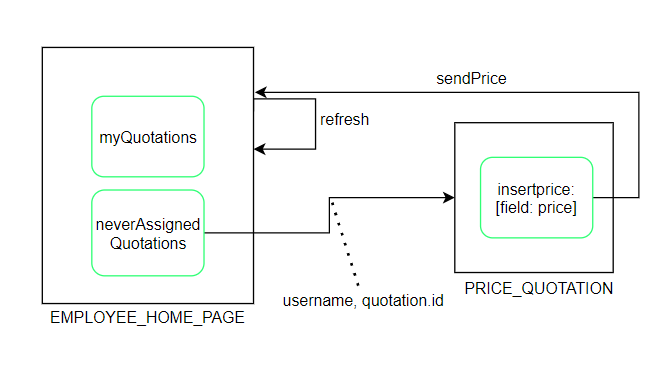 sendPrice
myQuotations
refresh
insertprice:
[field: price]
neverAssigned
Quotations
PRICE_QUOTATION
username, quotation.id
EMPLOYEE_HOME_PAGE